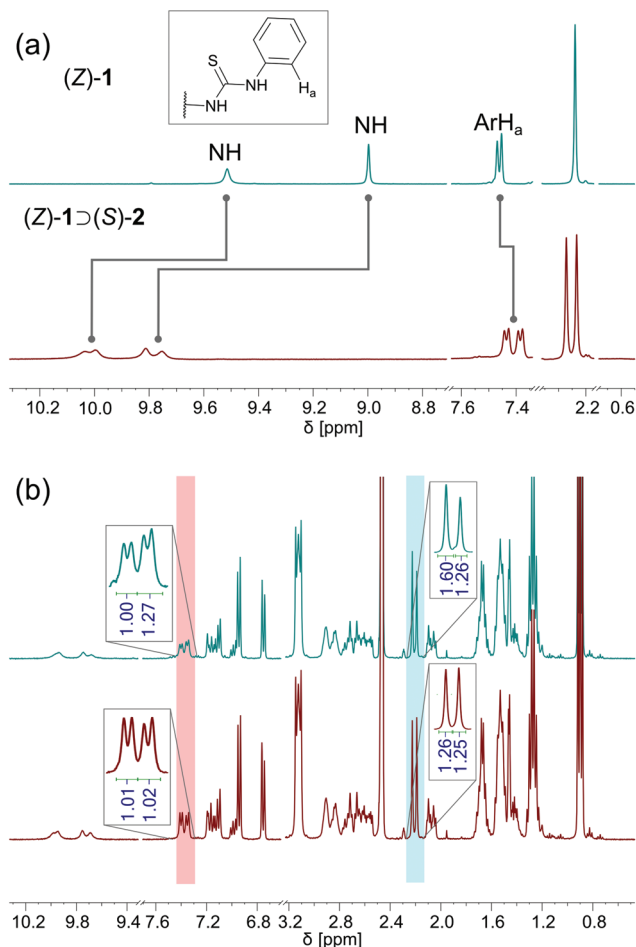 (a)
(Z)-1
S
NH
NH
Hₐ
NH
NH
ArHₐ
(Z)-1⊃(S)-2
10.2 10.0 9.8 9.6 9.4 9.2 9.0 8.8 7.6 7.4 2.2 0.6
δ [ppm]
(b)
1.00
1.27
1.60
1.26
1.01
1.02
1.26
1.25
10.2 9.8 9.4 7.6 7.2 6.8 3.2 2.8 2.4 2.0 1.6 1.2 0.8
δ [ppm]